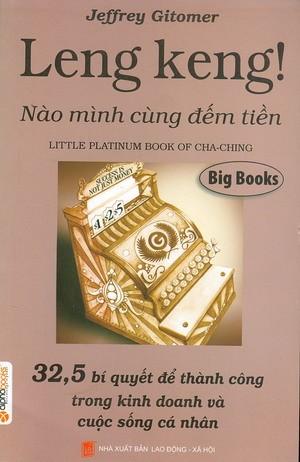 Jeffrey Gitomer
Leng keng!
Nào mình cùng đếm tiền
LITTLE PLATINUM BOOK OF CHA-CHING
Big Books
SUCCESS IS
NOT JUST MONEY
32,5 bí quyết để thành công
trong kinh doanh và
cuộc sống cá nhân
alphabooks
NHÀ XUẤT BẢN LAO ĐỘNG - XÃ HỘI